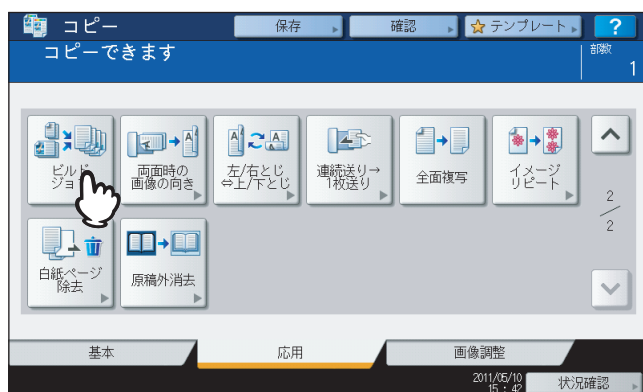 コピー
保存
確認
テンプレート
?
コピーできます
部数
1
ビルド
ジョ
両面時の
画像の向き
左/右とじ
⇔上/下とじ
連続送り→
1枚送り
全面複写
イメージ
リピート
2
2
白紙ページ
除去
原稿外消去
基本
応用
画像調整
2011/05/10
15:42
状況確認